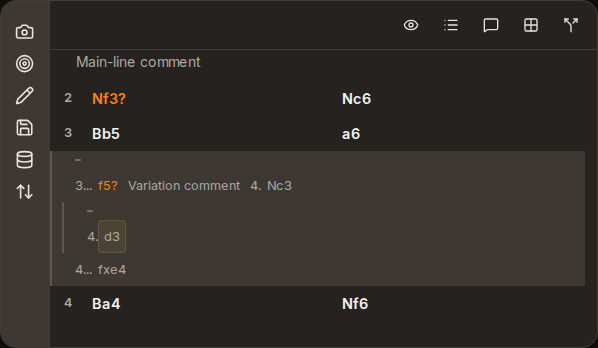 Main-line comment
2 Nf3? Nc6
3 Bb5 a6
–
3... f5? Variation comment 4. Nc3
–
4. d3
4... fxe4
4 Ba4 Nf6